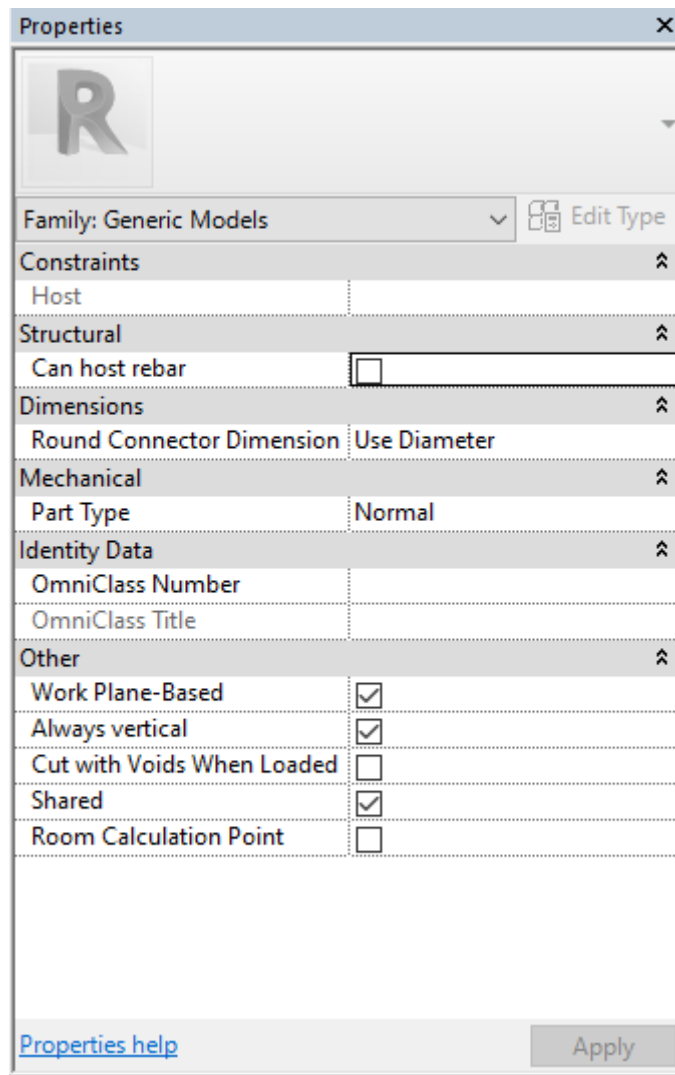 Properties
Family: Generic Models Edit Type
Constraints
Host
Structural
Can host rebar
Dimensions
Round Connector Dimension Use Diameter
Mechanical
Part Type Normal
Identity Data
OmniClass Number
OmniClass Title
Other
Work Plane-Based
Always vertical
Cut with Voids When Loaded
Shared
Room Calculation Point
Properties help Apply